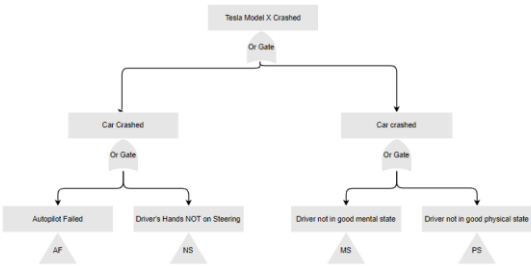 Tesla Model X Crashed
Or Gate
Car Crashed
Car crashed
Or Gate
Or Gate
Autopilot Failed
Driver's Hands NOT on Steering
Driver not in good mental state
Driver not in good physical state
AF
NS
MS
PS